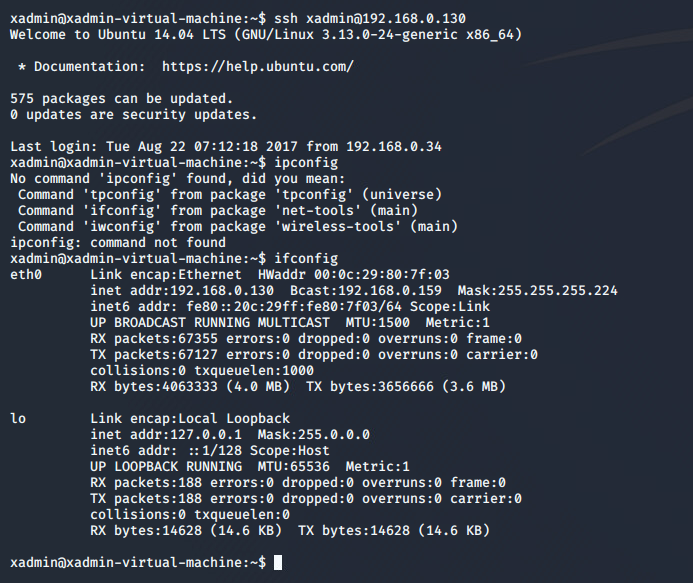 xadmin@xadmin-virtual-machine:~$ ssh xadmin@192.168.0.130
Welcome to Ubuntu 14.04 LTS (GNU/Linux 3.13.0-24-generic x86_64)
* Documentation:  https://help.ubuntu.com/
575 packages can be updated.
0 updates are security updates.
Last login: Tue Aug 22 07:12:18 2017 from 192.168.0.34
xadmin@xadmin-virtual-machine:~$ ipconfig
No command 'ipconfig' found, did you mean:
 Command 'tpconfig' from package 'tpconfig' (universe)
 Command 'ifconfig' from package 'net-tools' (main)
 Command 'iwconfig' from package 'wireless-tools' (main)
ipconfig: command not found
xadmin@xadmin-virtual-machine:~$ ifconfig
eth0      Link encap:Ethernet  HWaddr 00:0c:29:80:7f:03
          inet addr:192.168.0.130  Bcast:192.168.0.159  Mask:255.255.255.224
          inet6 addr: fe80::20c:29ff:fe80:7f03/64 Scope:Link
          UP BROADCAST RUNNING MULTICAST  MTU:1500  Metric:1
          RX packets:67355 errors:0 dropped:0 overruns:0 frame:0
          TX packets:67127 errors:0 dropped:0 overruns:0 carrier:0
          collisions:0 txqueuelen:1000
          RX bytes:4063333 (4.0 MB)  TX bytes:3656666 (3.6 MB)
lo        Link encap:Local Loopback
          inet addr:127.0.0.1  Mask:255.0.0.0
          inet6 addr: ::1/128 Scope:Host
          UP LOOPBACK RUNNING  MTU:65536  Metric:1
          RX packets:188 errors:0 dropped:0 overruns:0 frame:0
          TX packets:188 errors:0 dropped:0 overruns:0 carrier:0
          collisions:0 txqueuelen:0
          RX bytes:14628 (14.6 KB)  TX bytes:14628 (14.6 KB)
xadmin@xadmin-virtual-machine:~$